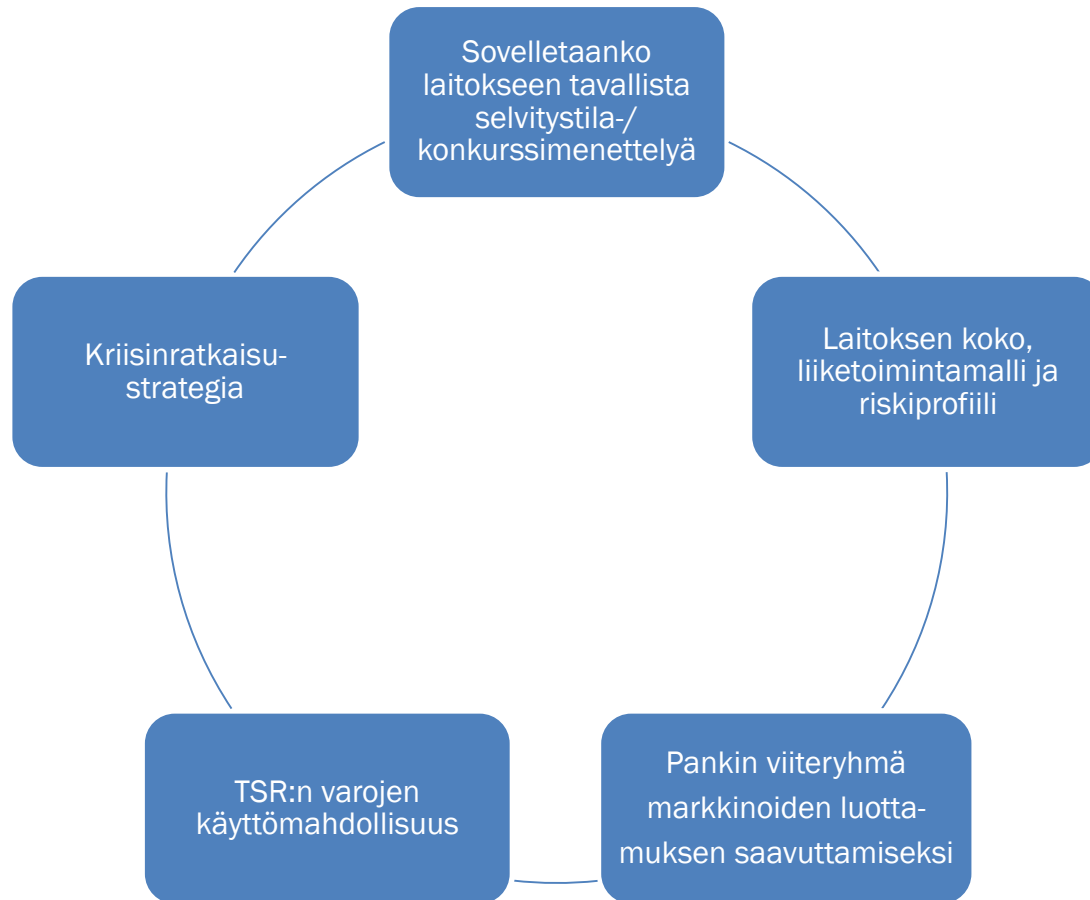 Sovelletaanko
laitokseen tavallista
selvitystila-/
konkurssimenettelyä
Laitoksen koko,
liiketoimintamalli ja
riskiprofiili
Pankin viiteryhmä
markkinoiden luotta-
muksen saavuttamiseksi
TSR:n varojen
käyttömahdollisuus
Kriisinratkaisu-
strategia